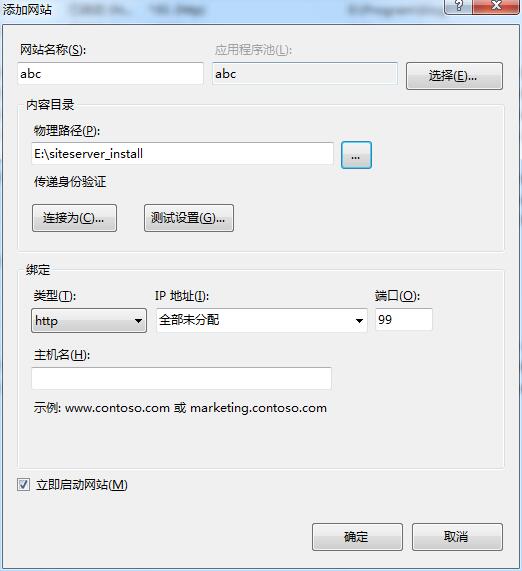 添加网站
网站名称(S): 应用程序池(L):
abc abc 选择(E)...
内容目录
物理路径(P):
E:\siteserver_install ...
传递身份验证
连接为(C)... 测试设置(G)...
绑定
类型(T): IP 地址(I): 端口(O):
http 全部未分配 99
主机名(H):
示例: www.contoso.com 或 marketing.contoso.com
立即启动网站(M)
确定 取消